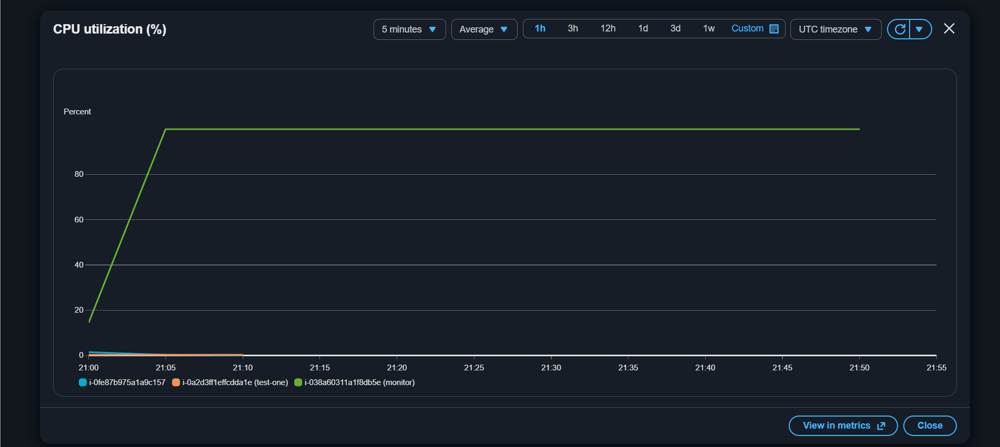 CPU utilization (%)
5 minutes Average 1h 3h 12h 1d 3d 1w Custom UTC timezone
Percent
80
60
40
20
0
21:00 21:05 21:10 21:15 21:20 21:25 21:30 21:35 21:40 21:45 21:50 21:55
i-0fe87b975a1a9c157 i-0a2d3ff1effcdda1e (test-one) i-038a60311a1f8db5e (monitor)
View in metrics Close